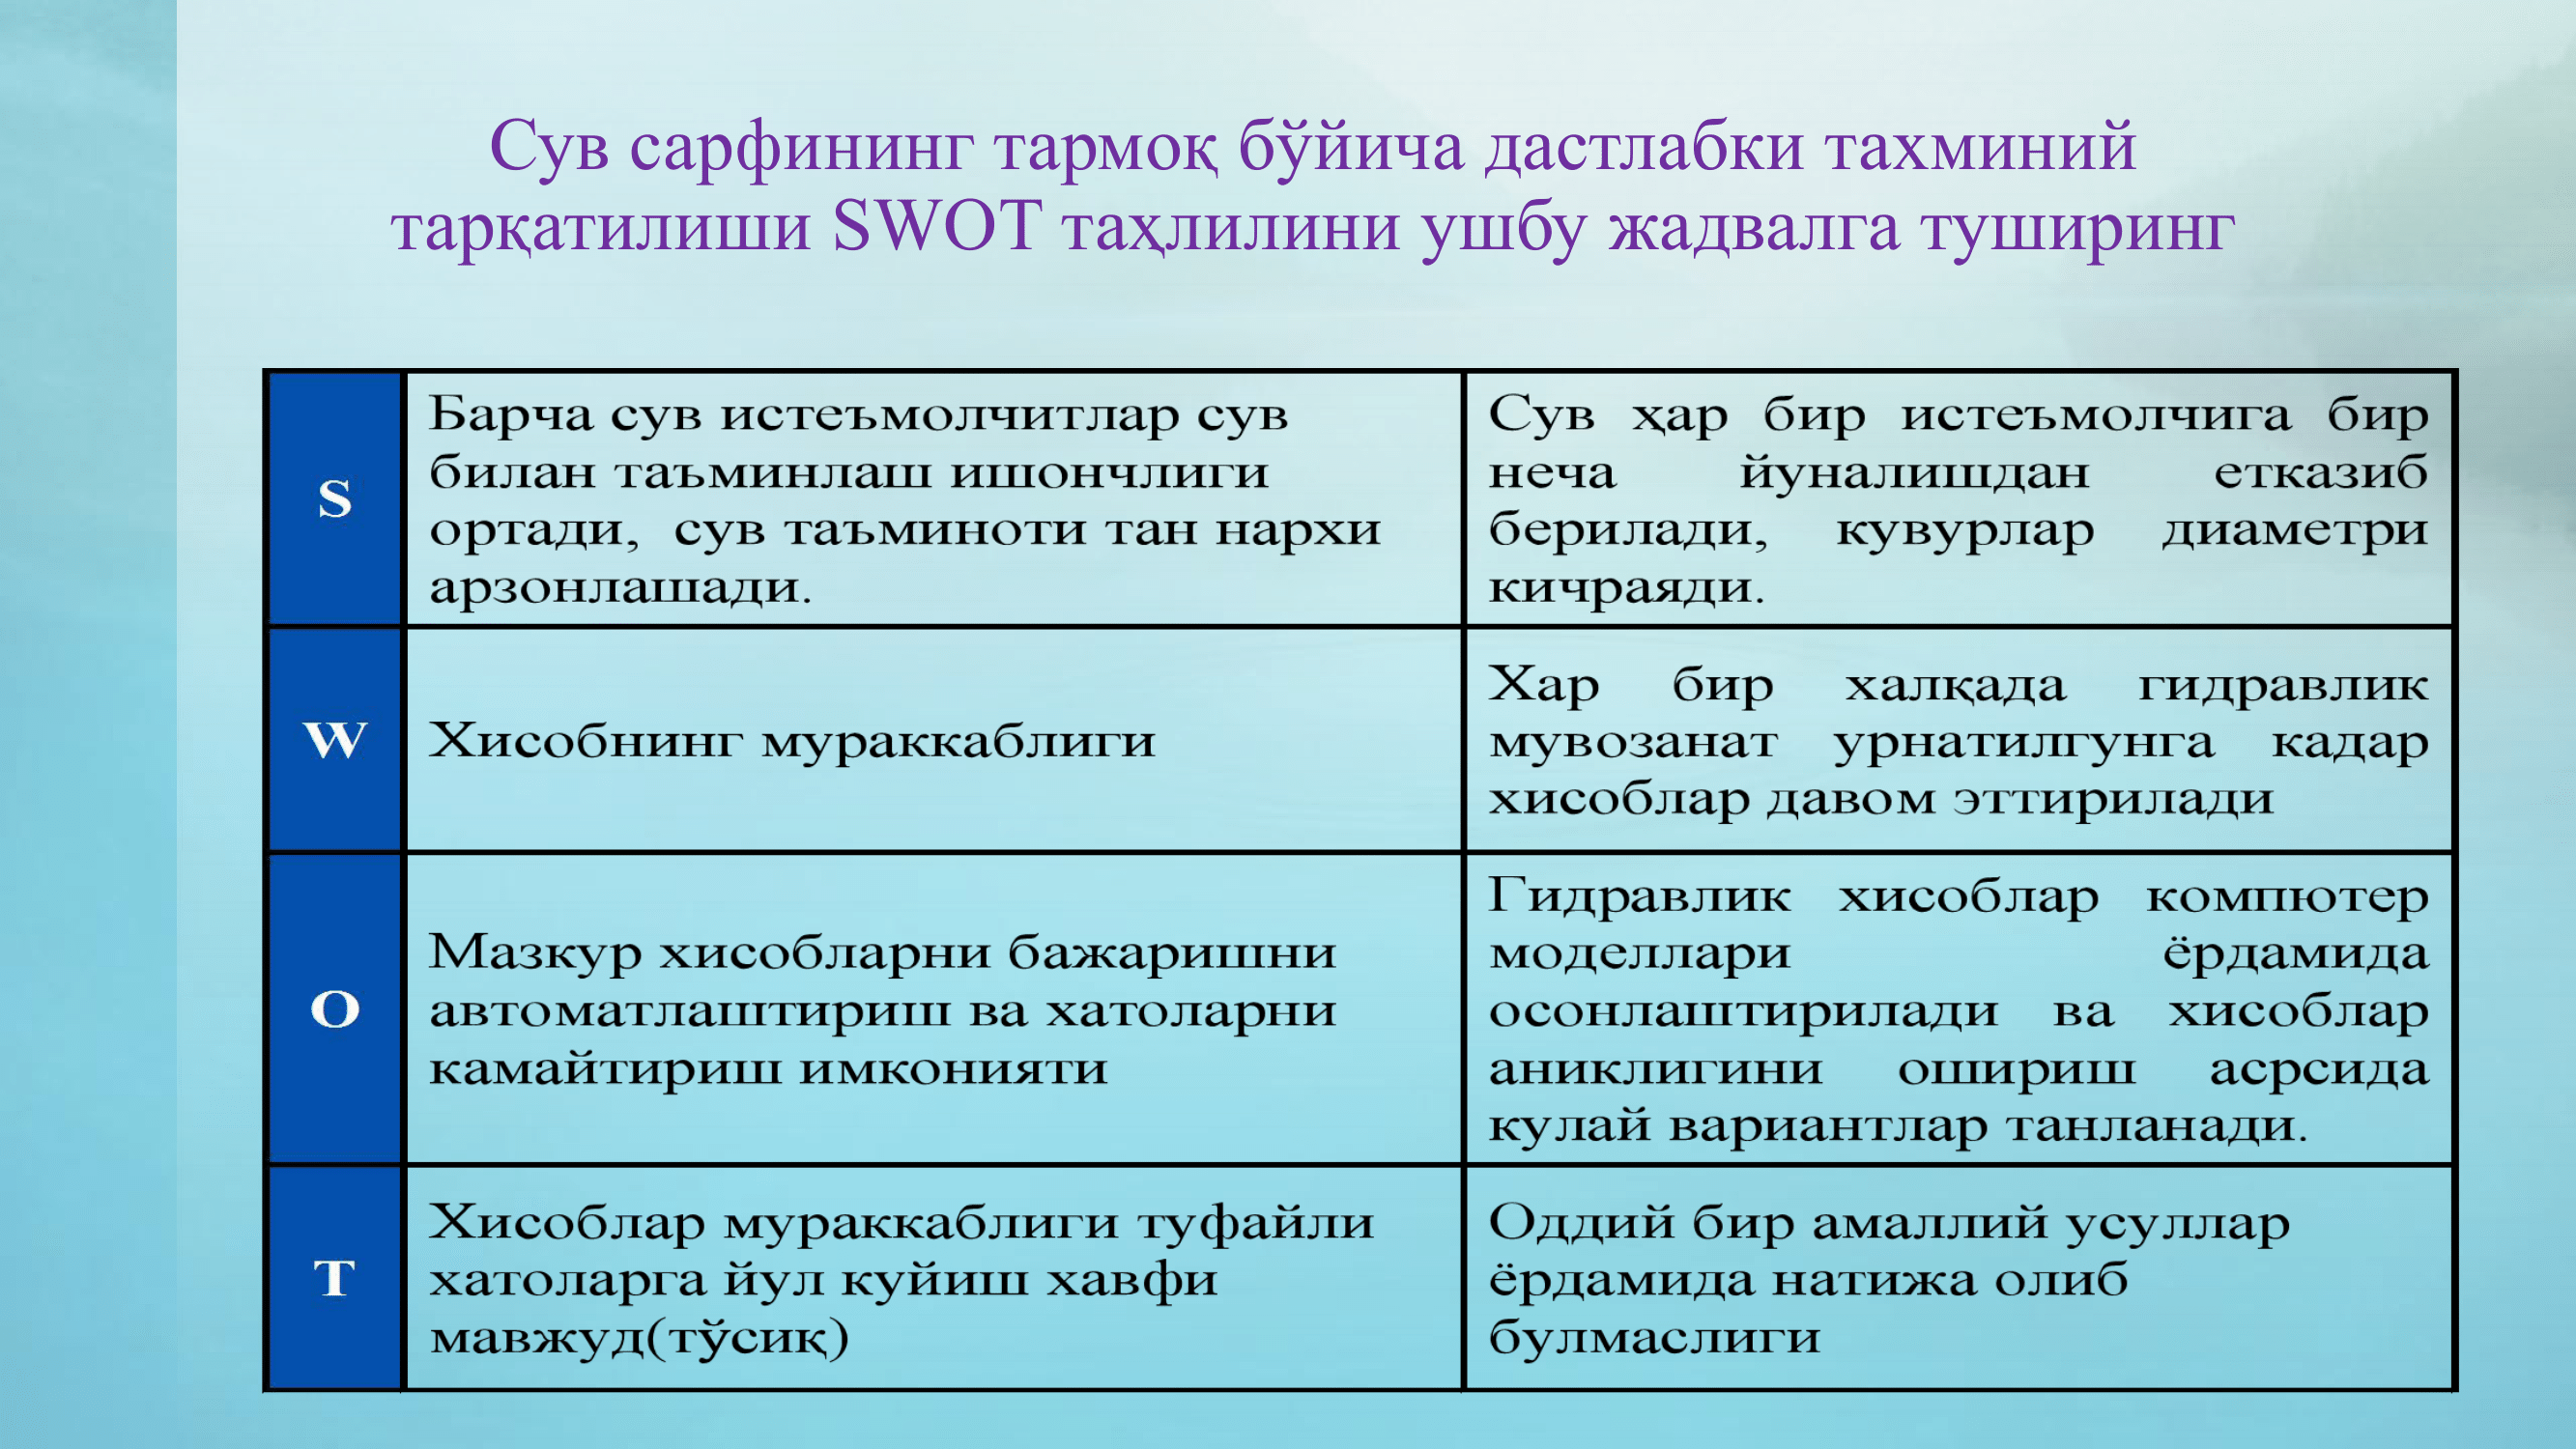 Сув сарфининг тармоқ бўйича дастлабки тахминий
тарқатилиши SWOT таҳлилини ушбу жадвалга туширинг
S
Барча сув истеъмолчитлар сув
билан таъминлаш ишончлиги
ортади, сув таъминоти тан нархи
арзонлашади.
Сув ҳар бир истеъмолчига бир
неча йуналишдан етказиб
берилади, кувурлар диаметри
кичраяди.
W
Хисобнинг мураккаблиги
Хар бир халқада гидравлик
мувозанат урнатилгунга кадар
хисоблар давом эттирилади
O
Мазкур хисобларни бажаришни
автоматлаштириш ва хатоларни
камайтириш имконияти
Гидравлик хисоблар компютер
моделлари ёрдамида
осонлаштирилади ва хисоблар
аниклигини ошириш асрсида
кулай вариантлар танланади.
T
Хисоблар мураккаблиги туфайли
хатоларга йул куйиш хавфи
мавжуд(тўсиқ)
Оддий бир амаллий усуллар
ёрдамида натижа олиб
булмаслиги